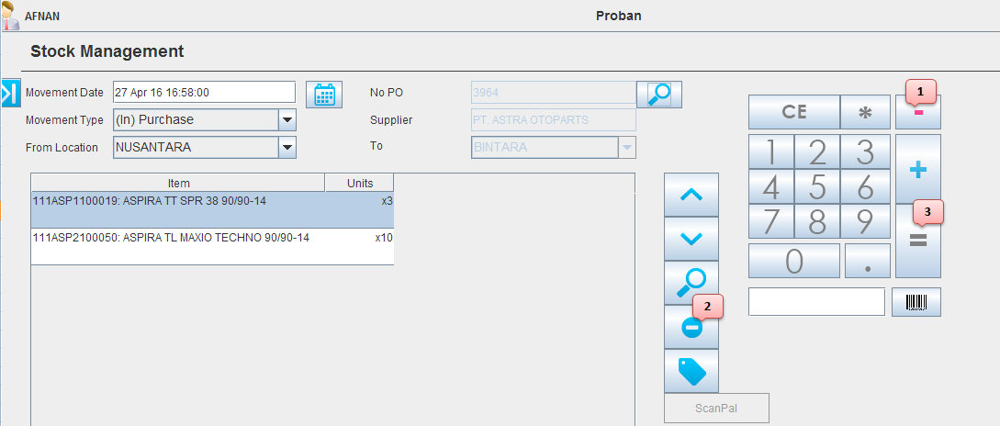 AFNAN
Proban
Stock Management
Movement Date
27 Apr 16 16:58:00
No PO
3964
Movement Type
(In) Purchase
Supplier
PT. ASTRA OTOPARTS
From Location
NUSANTARA
To
BINTARA
Item Units
111ASP1100019: ASPIRA TT SPR 38 90/90-14 x3
111ASP2100050: ASPIRA TL MAXIO TECHNO 90/90-14 x10
2
ScanPal
1
CE * -
1 2 3 +
4 5 6
3
7 8 9 =
0 .